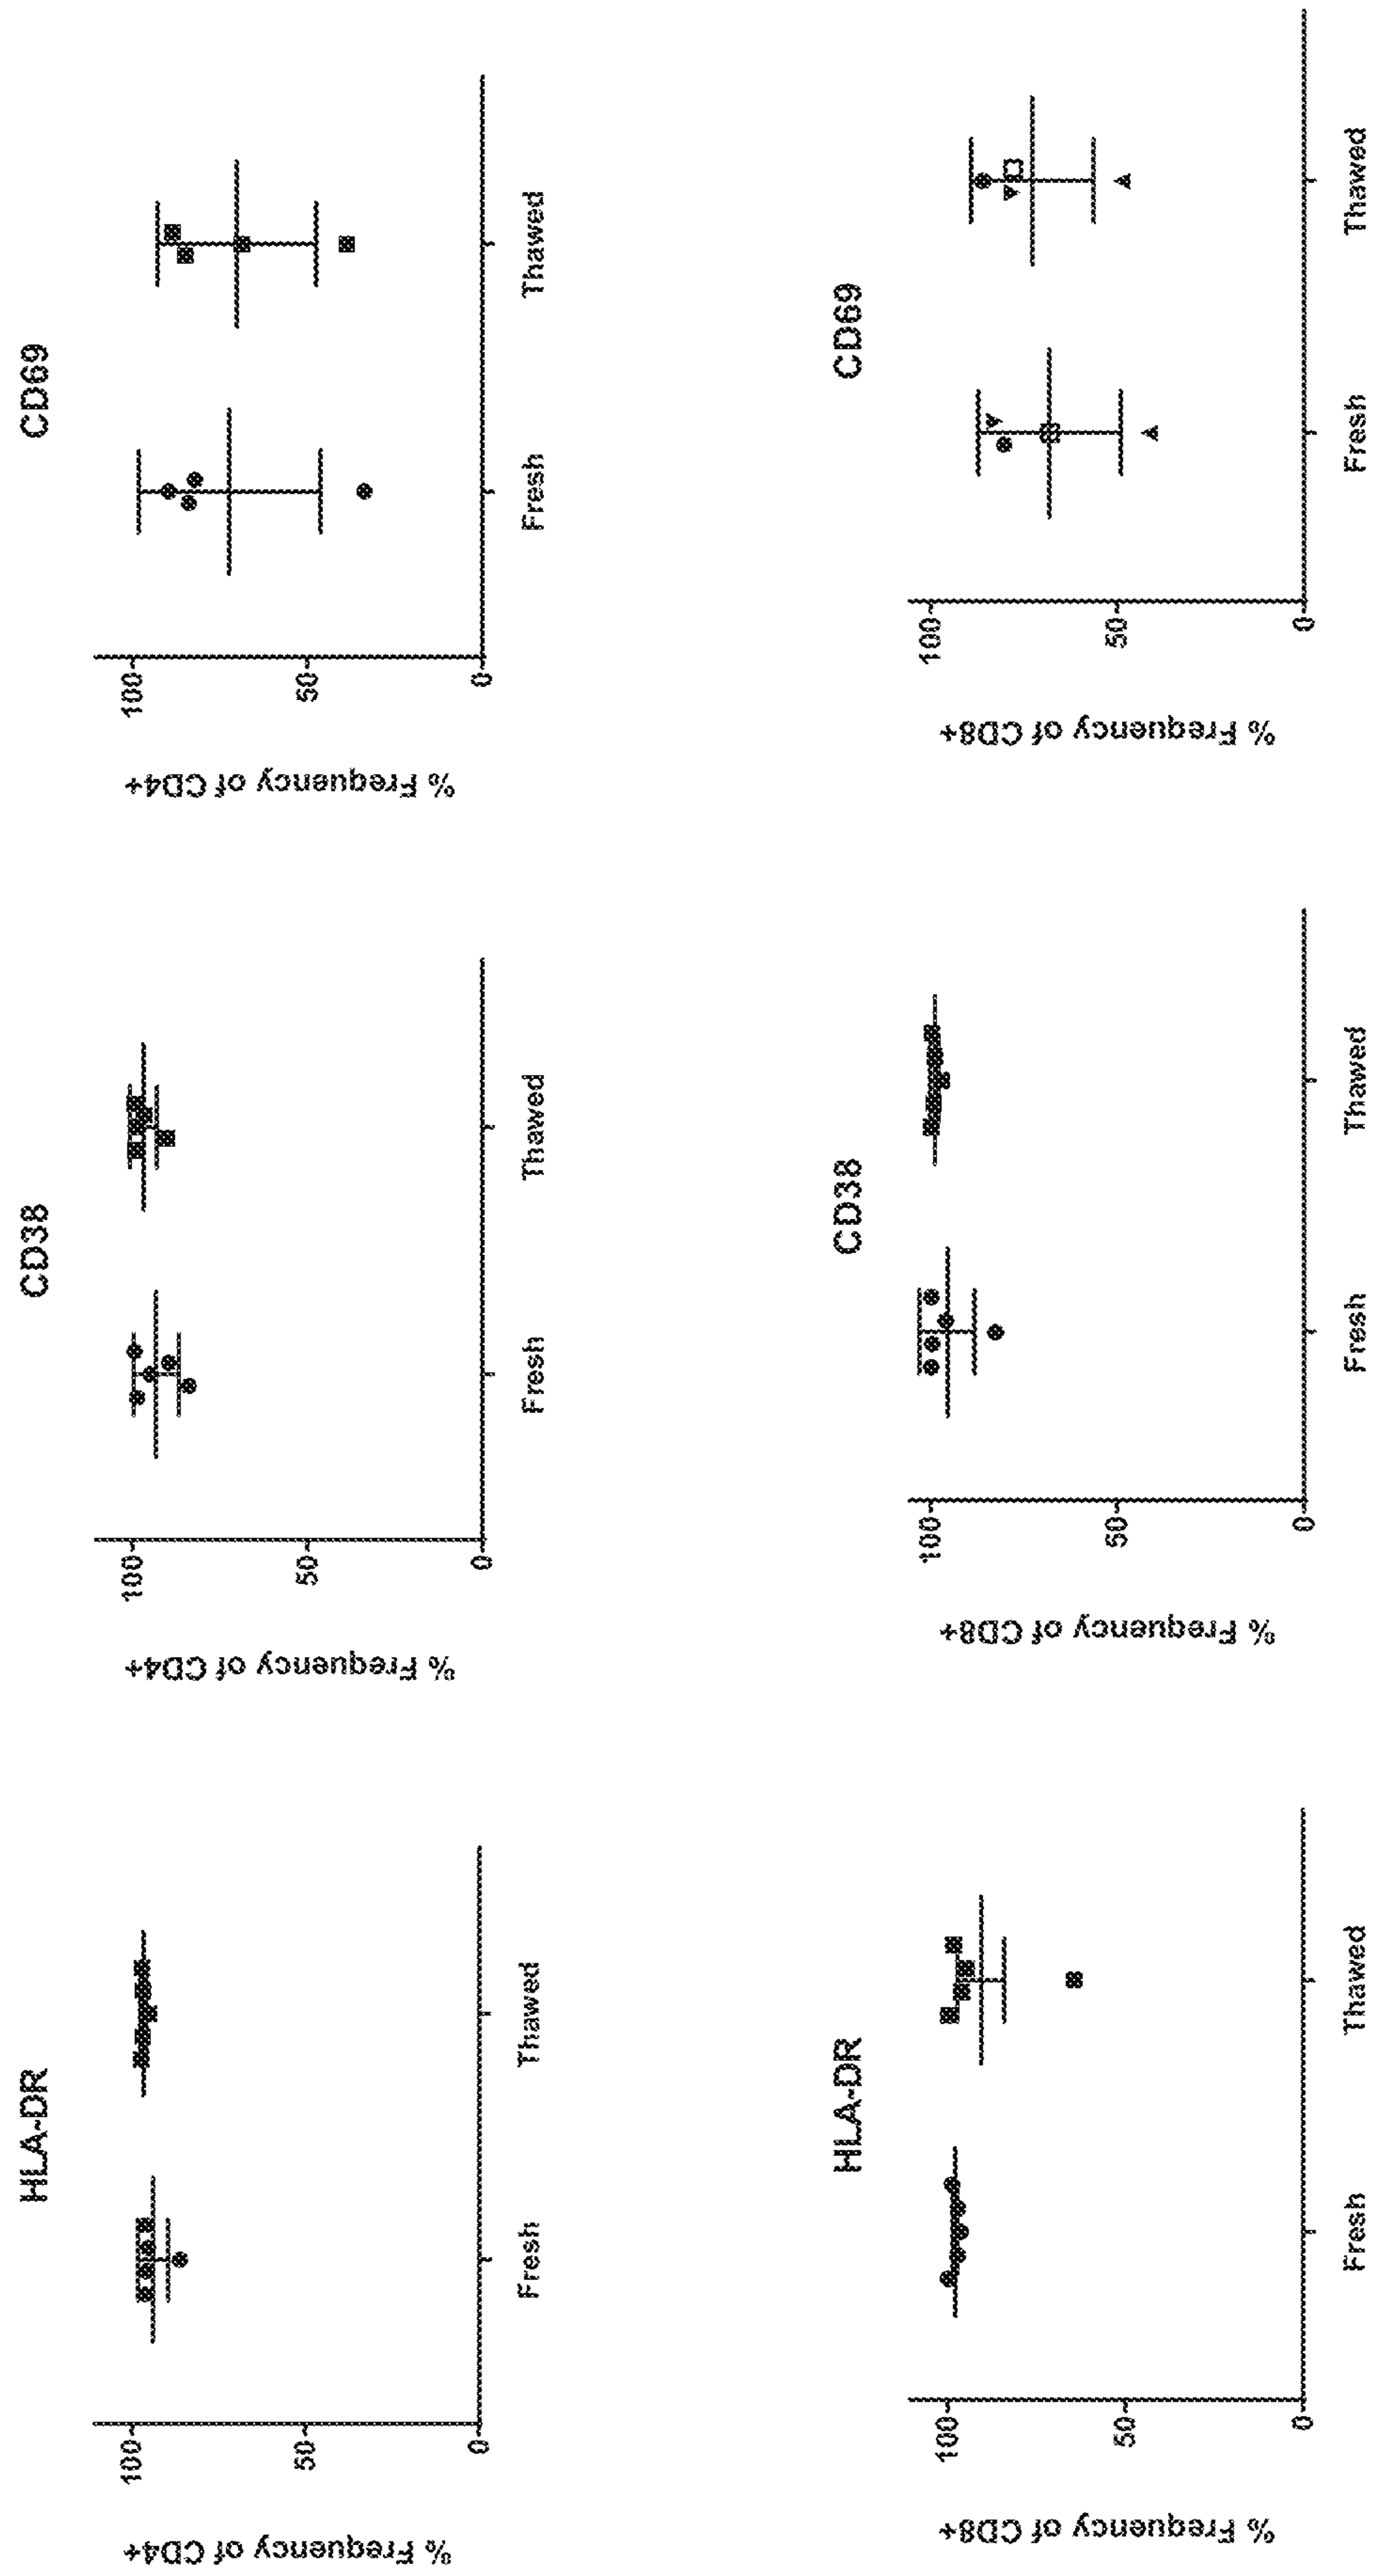 HLA-DR
% Frequency of CD4+
100
50
0
Fresh
Thawed
CD38
% Frequency of CD4+
100
50
0
Fresh
Thawed
CD69
% Frequency of CD4+
100
50
0
Fresh
Thawed
HLA-DR
% Frequency of CD8+
100
50
0
Fresh
Thawed
CD38
% Frequency of CD8+
100
50
0
Fresh
Thawed
CD69
% Frequency of CD8+
100
50
0
Fresh
Thawed